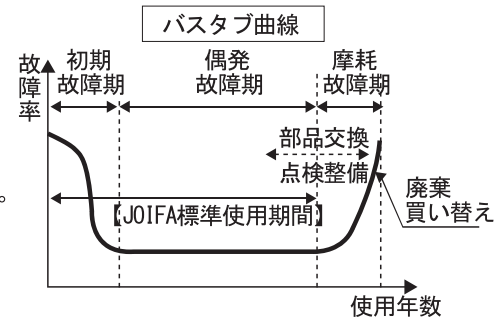 バスタブ曲線
故障率
初期
故障期
偶発
故障期
摩耗
故障期
部品交換
点検整備
。
【JOIFA標準使用期間】
廃棄
買い替え
使用年数